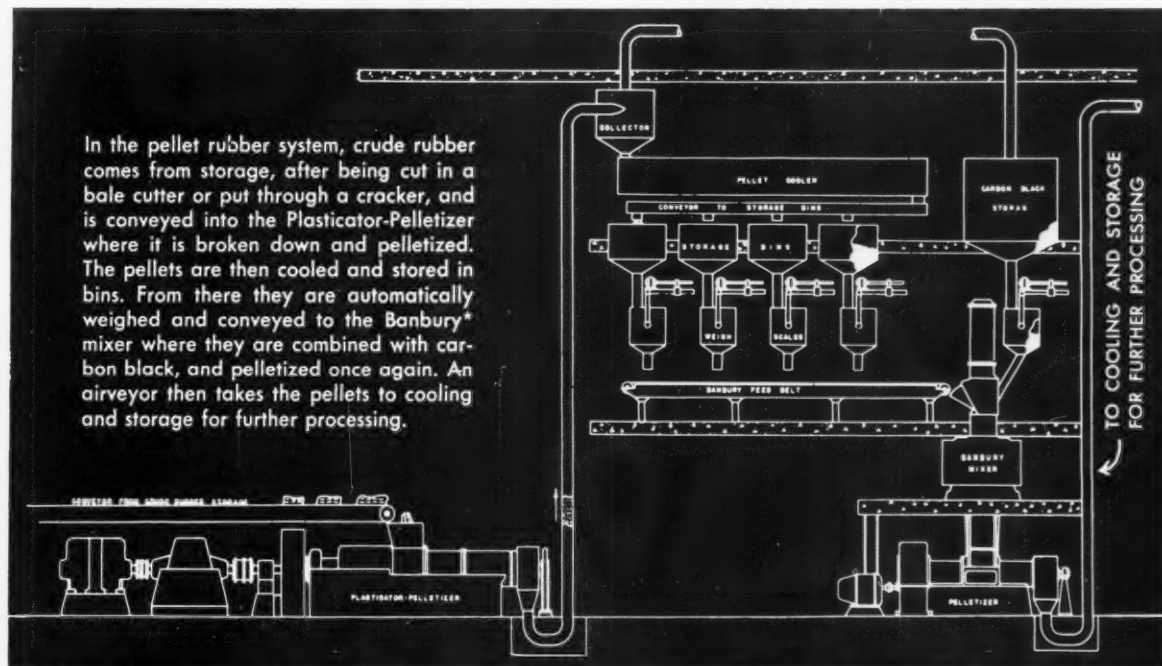 In the pellet rubber system, crude rubber
comes from storage, after being cut in a
bale cutter or put through a cracker, and
is conveyed into the Plasticator-Pelletizer
where it is broken down and pelletized.
The pellets are then cooled and stored in
bins. From there they are automatically
weighed and conveyed to the Banbury*
mixer where they are combined with car-
bon black, and pelletized once again. An
airveyor then takes the pellets to cooling
and storage for further processing.
COLLECTOR
PELLET COOLER
CONVEYOR TO STORAGE BINS
STORAGE BINS
WEIGH SCALES
BANBURY FEED BELT
CARBON BLACK
STORAG
BANBURY
MIXER
PELLETIZER
TO COOLING AND STORAGE
FOR FURTHER PROCESSING
CONVEYOR FROM CRUDE RUBBER STORAGE
PLASTICATOR-PELLETIZER